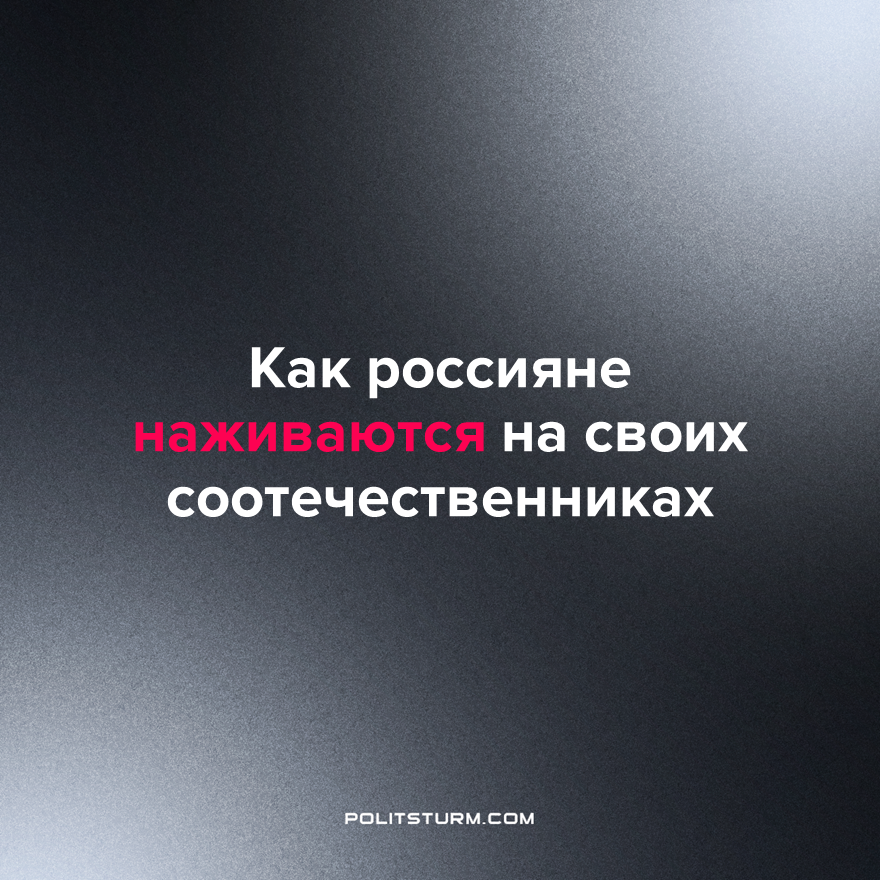 Как россияне
наживаются на своих
соотечественниках
POLITSTURM.COM